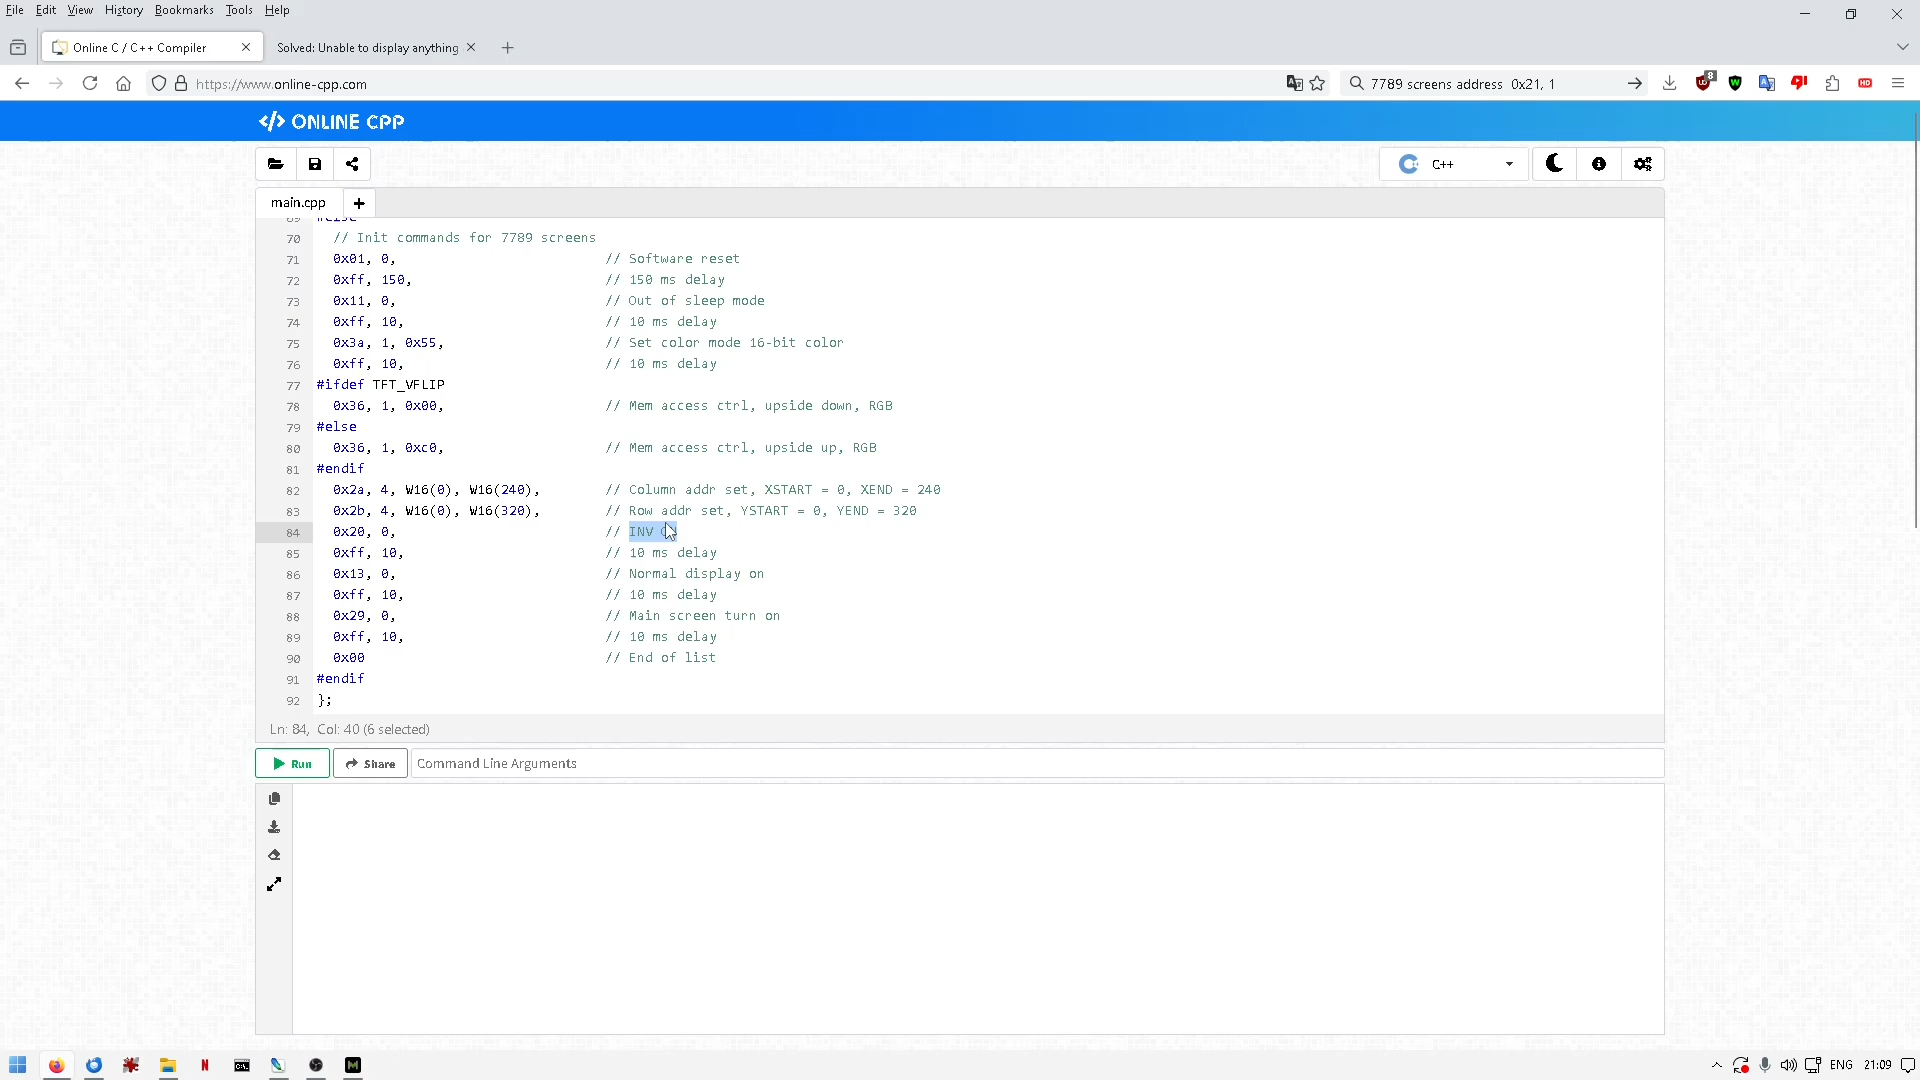 File Edit View History Bookmarks Tools Help
Online C / C++ Compiler
Solved: Unable to display anything
https://www.online-cpp.com
7789 screens address 0x21, 1
8
HD
</> ONLINE CPP
C++
main.cpp
69 #else
70 // Init commands for 7789 screens
71 0x01, 0, // Software reset
72 0xff, 150, // 150 ms delay
73 0x11, 0, // Out of sleep mode
74 0xff, 10, // 10 ms delay
75 0x3a, 1, 0x55, // Set color mode 16-bit color
76 0xff, 10, // 10 ms delay
77 #ifdef TFT_VFLIP
78 0x36, 1, 0x00, // Mem access ctrl, upside down, RGB
79 #else
80 0x36, 1, 0xc0, // Mem access ctrl, upside up, RGB
81 #endif
82 0x2a, 4, W16(0), W16(240), // Column addr set, XSTART = 0, XEND = 240
83 0x2b, 4, W16(0), W16(320), // Row addr set, YSTART = 0, YEND = 320
84 0x20, 0, // INV
85 0xff, 10, // 10 ms delay
86 0x13, 0, // Normal display on
87 0xff, 10, // 10 ms delay
88 0x29, 0, // Main screen turn on
89 0xff, 10, // 10 ms delay
90 0x00 // End of list
91 #endif
92 };
Ln: 84, Col: 40 (6 selected)
Run
Share
Command Line Arguments
ENG
21:09